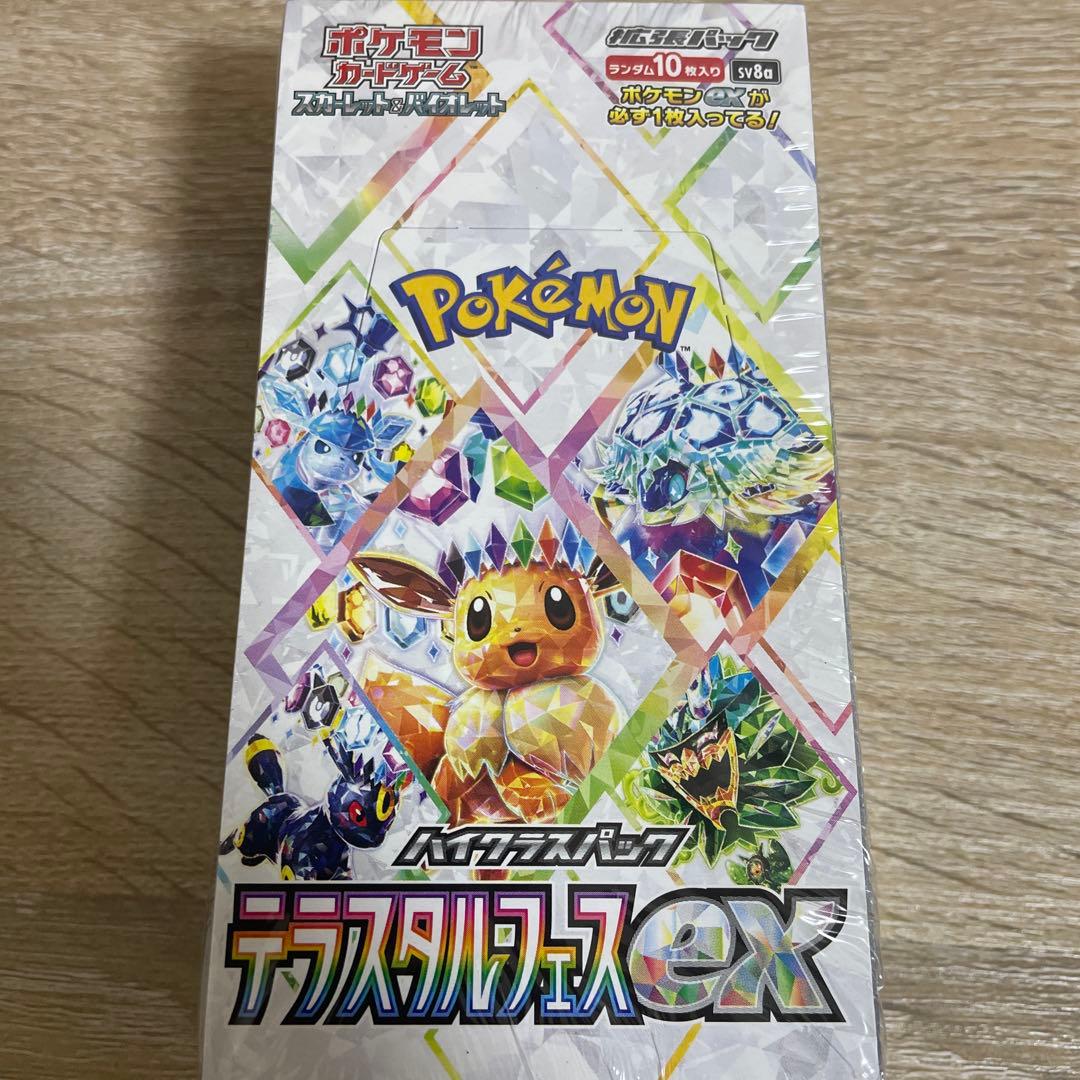 ポケモン
カードゲーム™
スカーレット&バイオレット
拡張パック
ランダム10枚入り SV8a
ポケモンexが
必ず1枚入ってる!
POKéMON™
ハイクラスパック
テラスタル・フェスex